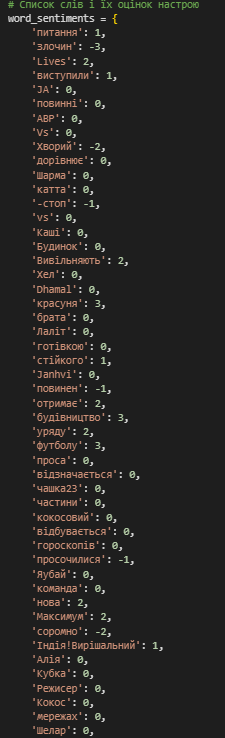 # Список слів і їх оцінок настрою
word_sentiments = {
'питання': 1,
'злочин': -3,
'Lives': 2,
'виступили': 1,
'JA': 0,
'повинні': 0,
'АВР': 0,
'Vs': 0,
'Хворий': -2,
'дорівнює': 0,
'Шарма': 0,
'катта': 0,
'-стоп': -1,
'vs': 0,
'Каші': 0,
'Будинок': 0,
'Вивільняють': 2,
'Хел': 0,
'Dhamal': 0,
'красуня': 3,
'брата': 0,
'Лаліт': 0,
'готівкою': 0,
'стійкого': 1,
'Janhvi': 0,
'повинен': -1,
'отримає': 2,
'будівництво': 3,
'уряду': 2,
'футболу': 3,
'проса': 0,
'відзначається': 0,
'чашка23': 0,
'частини': 0,
'кокосовий': 0,
'відбувається': 0,
'гороскопів': 0,
'просочилися': -1,
'Яубай': 0,
'команда': 0,
'нова': 2,
'Максимум': 2,
'соромно': -2,
'Індія!Вирішальний': 1,
'Алія': 0,
'Кубка': 0,
'Режисер': 0,
'Кокос': 0,
'мережах': 0,
'Шелар': 0,